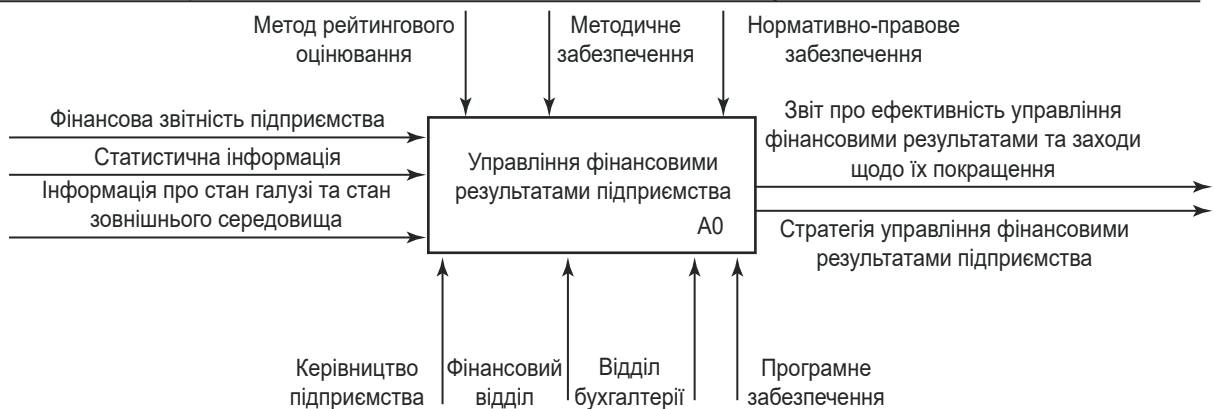 Метод рейтингового
оцінювання
Методичне
забезпечення
Нормативно-правове
забезпечення
Фінансова звітність підприємства
Статистична інформація
Інформація про стан галузі та стан
зовнішнього середовища
Управління фінансовими
результатами підприємства
А0
Звіт про ефективність управління
фінансовими результатами та заходи
щодо їх покращення
Стратегія управління фінансовими
результатами підприємства
Керівництво
підприємства
Фінансовий
відділ
Відділ
бухгалтерії
Програмне
забезпечення